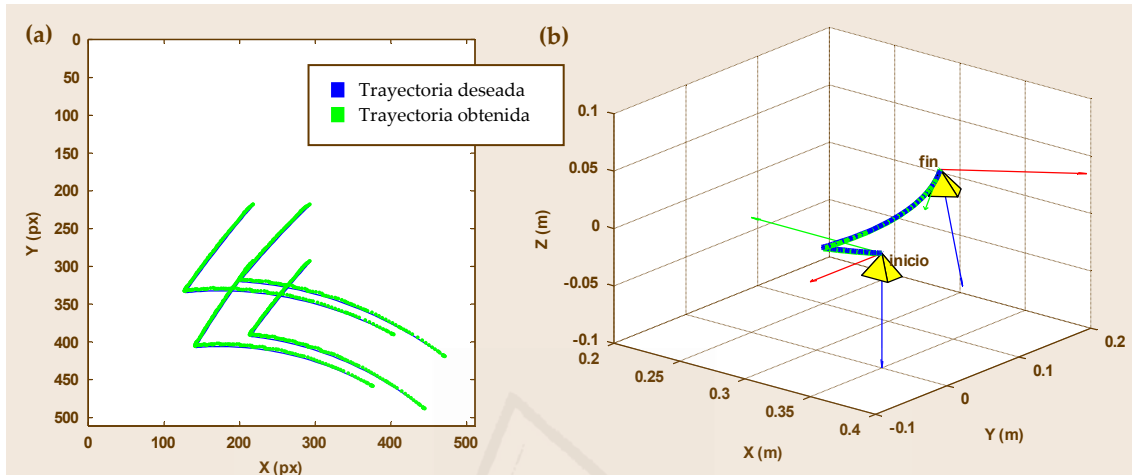 (a)
0
50
100
150
200
250
300
350
400
450
500
Y (px)
0 100 200 300 400 500
X (px)
Trayectoria deseada
Trayectoria obtenida
(b)
0.1
0.05
0
-0.05
-0.1
Z (m)
0.2
0.25
0.3
0.35
0.4
X (m)
-0.1
0
0.1
0.2
Y (m)
fin
inicio